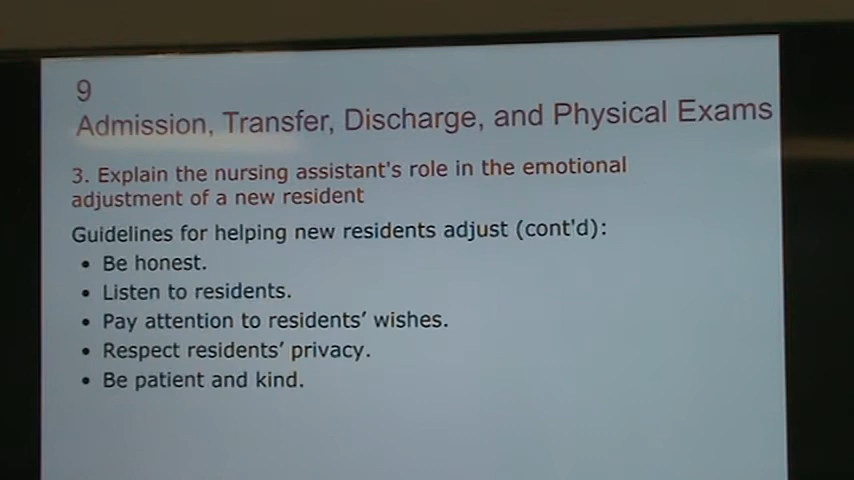 9
Admission, Transfer, Discharge, and Physical Exams
3. Explain the nursing assistant's role in the emotional
adjustment of a new resident
Guidelines for helping new residents adjust (cont'd):
• Be honest.
• Listen to residents.
• Pay attention to residents’ wishes.
• Respect residents’ privacy.
• Be patient and kind.